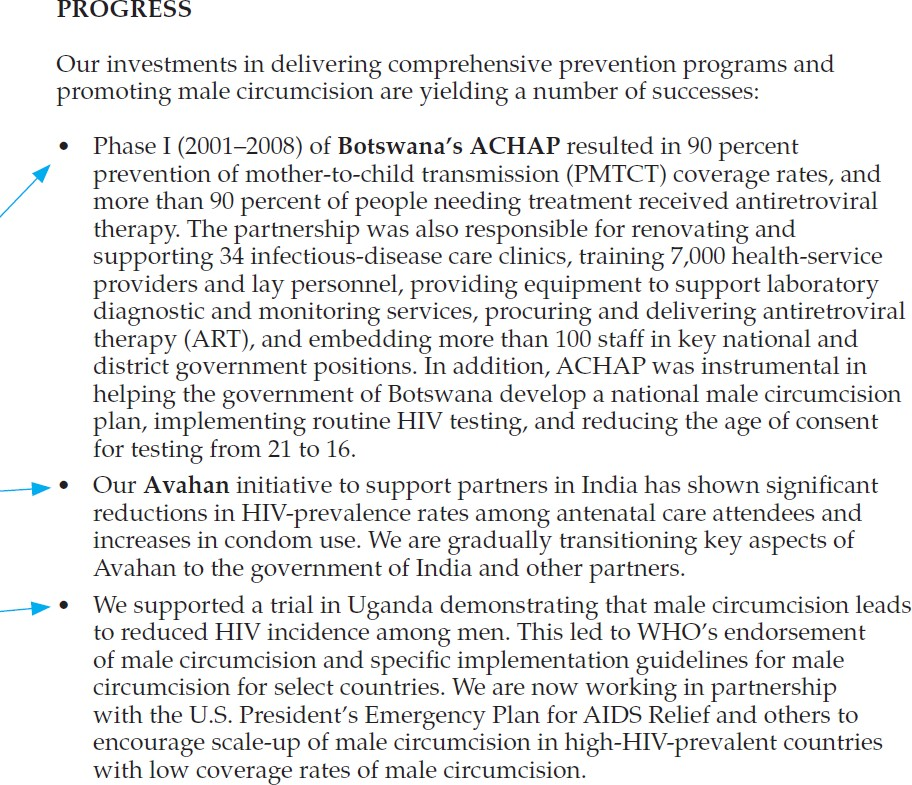 PROGRESS
Our investments in delivering comprehensive prevention programs and
promoting male circumcision are yielding a number of successes:
• Phase I (2001–2008) of Botswana’s ACHAP resulted in 90 percent
prevention of mother-to-child transmission (PMTCT) coverage rates, and
more than 90 percent of people needing treatment received antiretroviral
therapy. The partnership was also responsible for renovating and
supporting 34 infectious-disease care clinics, training 7,000 health-service
providers and lay personnel, providing equipment to support laboratory
diagnostic and monitoring services, procuring and delivering antiretroviral
therapy (ART), and embedding more than 100 staff in key national and
district government positions. In addition, ACHAP was instrumental in
helping the government of Botswana develop a national male circumcision
plan, implementing routine HIV testing, and reducing the age of consent
for testing from 21 to 16.
• Our Avahan initiative to support partners in India has shown significant
reductions in HIV-prevalence rates among antenatal care attendees and
increases in condom use. We are gradually transitioning key aspects of
Avahan to the government of India and other partners.
• We supported a trial in Uganda demonstrating that male circumcision leads
to reduced HIV incidence among men. This led to WHO’s endorsement
of male circumcision and specific implementation guidelines for male
circumcision for select countries. We are now working in partnership
with the U.S. President’s Emergency Plan for AIDS Relief and others to
encourage scale-up of male circumcision in high-HIV-prevalent countries
with low coverage rates of male circumcision.